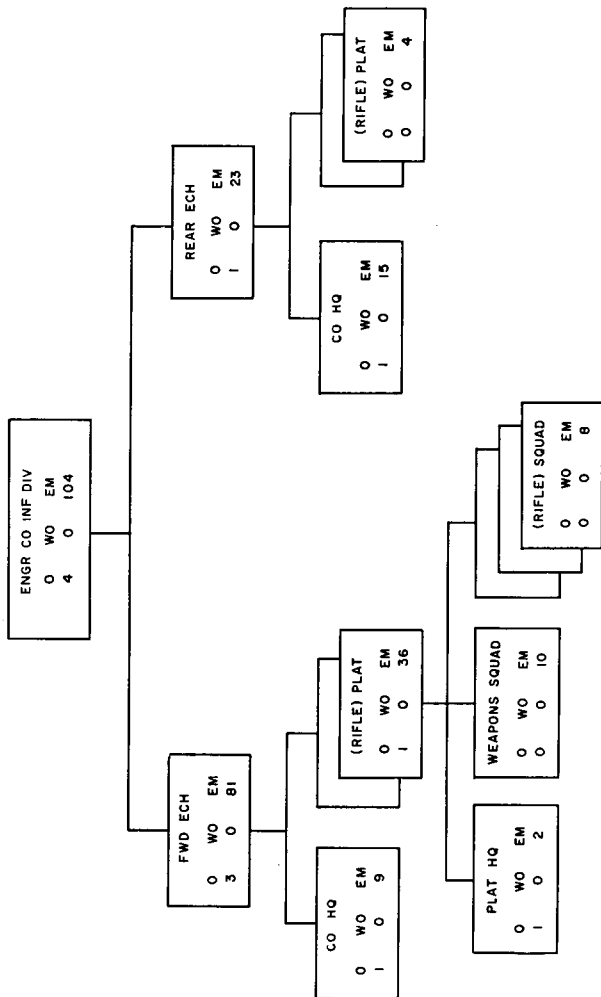 ENGR CO INF DIV
O WO EM
4 0 104
FWD ECH
O WO EM
3 0 81
REAR ECH
O WO EM
1 0 23
CO HQ
O WO EM
1 0 9
(RIFLE) PLAT
O WO EM
1 0 36
CO HQ
O WO EM
1 0 15
(RIFLE) PLAT
O WO EM
0 0 4
PLAT HQ
O WO EM
1 0 2
WEAPONS SQUAD
O WO EM
0 0 10
(RIFLE) SQUAD
O WO EM
0 0 8